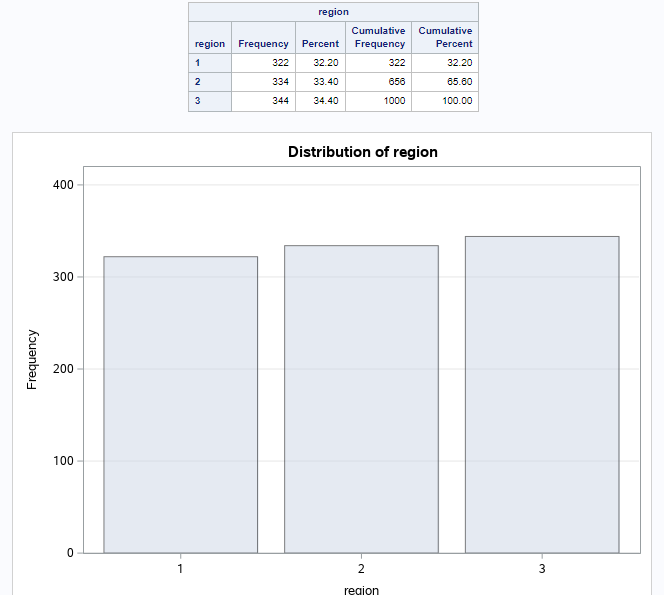 region
region Frequency Percent Cumulative Frequency Cumulative Percent
1 322 32.20 322 32.20
2 334 33.40 656 65.60
3 344 34.40 1000 100.00
Distribution of region
400
300
200
100
0
Frequency
1 2 3
region